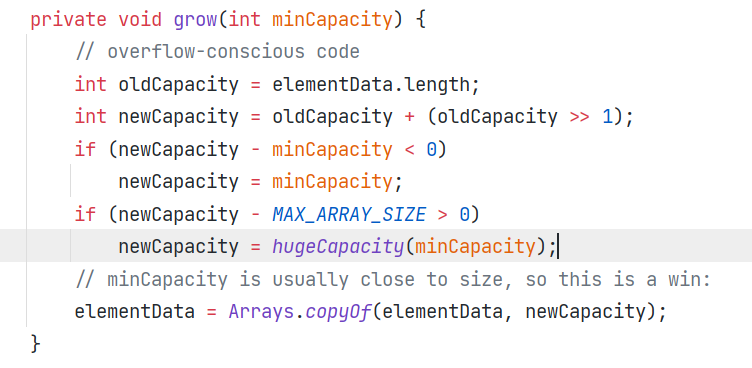 private void grow(int minCapacity) {
// overflow-conscious code
int oldCapacity = elementData.length;
int newCapacity = oldCapacity + (oldCapacity >> 1);
if (newCapacity - minCapacity < 0)
newCapacity = minCapacity;
if (newCapacity - MAX_ARRAY_SIZE > 0)
newCapacity = hugeCapacity(minCapacity);
// minCapacity is usually close to size, so this is a win:
elementData = Arrays.copyOf(elementData, newCapacity);
}